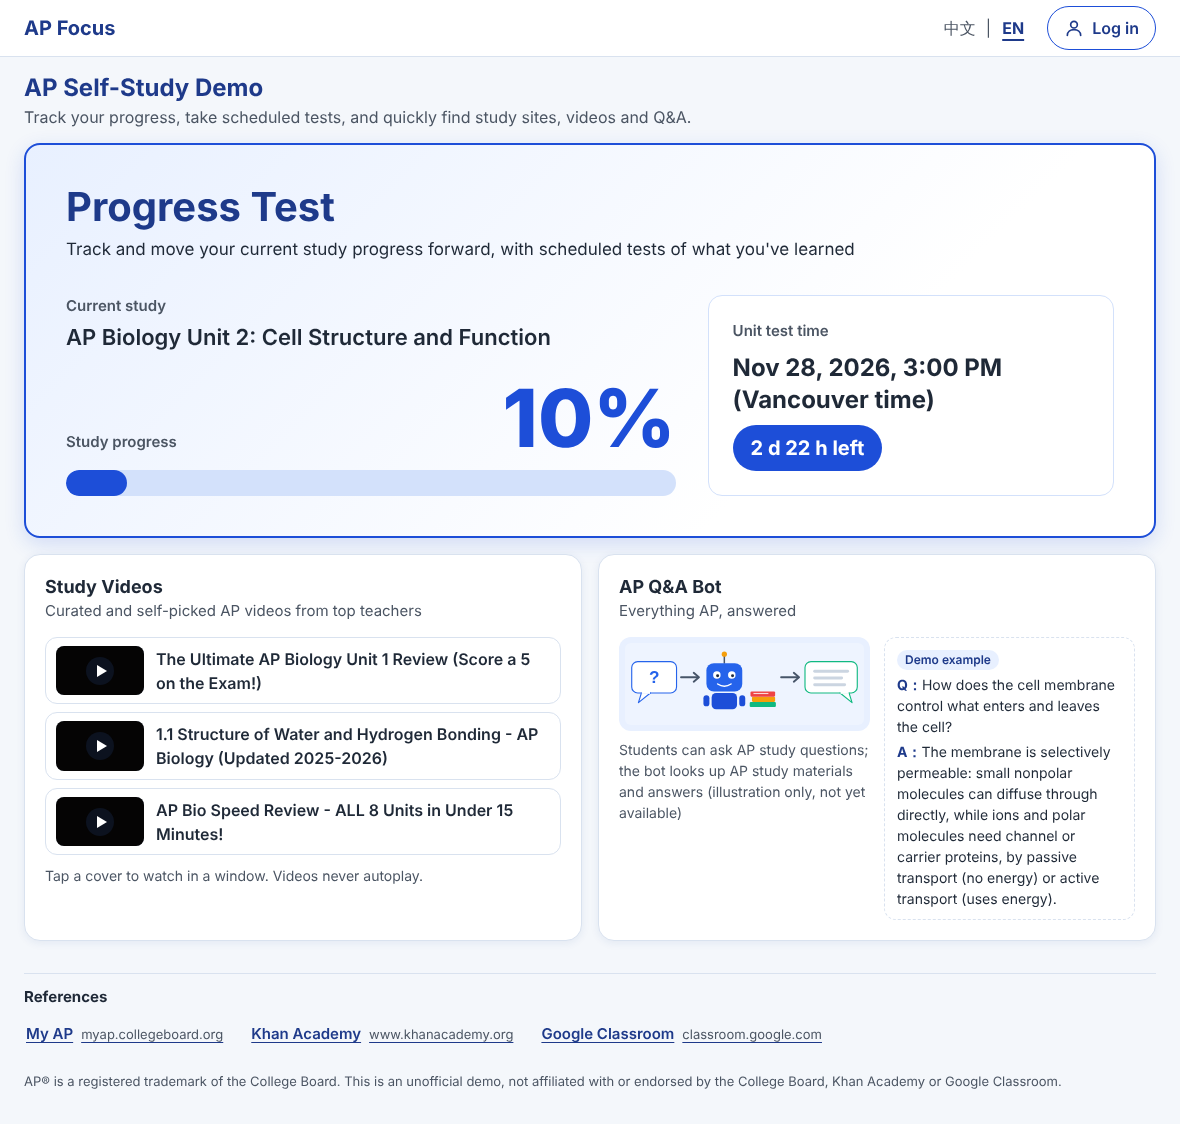 AP Focus
中文 | EN
Log in
AP Self-Study Demo
Track your progress, take scheduled tests, and quickly find study sites, videos and Q&A.
Progress Test
Track and move your current study progress forward, with scheduled tests of what you've learned
Current study
AP Biology Unit 2: Cell Structure and Function
Study progress
10%
Unit test time
Nov 28, 2026, 3:00 PM
(Vancouver time)
2 d 22 h left
Study Videos
Curated and self-picked AP videos from top teachers
The Ultimate AP Biology Unit 1 Review (Score a 5
on the Exam!)
1.1 Structure of Water and Hydrogen Bonding - AP
Biology (Updated 2025-2026)
AP Bio Speed Review - ALL 8 Units in Under 15
Minutes!
Tap a cover to watch in a window. Videos never autoplay.
AP Q&A Bot
Everything AP, answered
?
Students can ask AP study questions;
the bot looks up AP study materials
and answers (illustration only, not yet
available)
Demo example
Q：How does the cell membrane
control what enters and leaves
the cell?
A：The membrane is selectively
permeable: small nonpolar
molecules can diffuse through
directly, while ions and polar
molecules need channel or
carrier proteins, by passive
transport (no energy) or active
transport (uses energy).
References
My AP myap.collegeboard.org
Khan Academy www.khanacademy.org
Google Classroom classroom.google.com
AP® is a registered trademark of the College Board. This is an unofficial demo, not affiliated with or endorsed by the College Board, Khan Academy or Google Classroom.